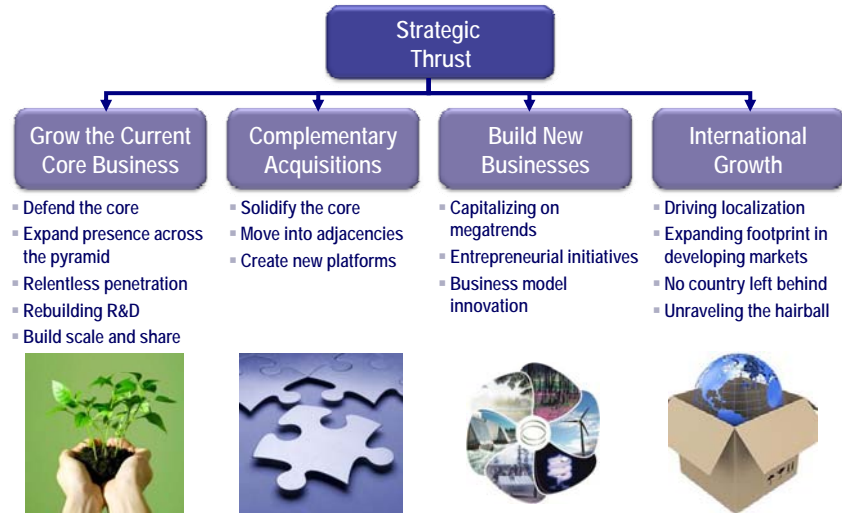 Strategic
Thrust
Grow the Current
Core Business
Complementary
Acquisitions
Build New
Businesses
International
Growth
Defend the core
Expand presence across
the pyramid
Relentless penetration
Rebuilding R&D
Build scale and share
Solidify the core
Move into adjacencies
Create new platforms
Capitalizing on
megatrends
Entrepreneurial initiatives
Business model
innovation
Driving localization
Expanding footprint in
developing markets
No country left behind
Unraveling the hairball